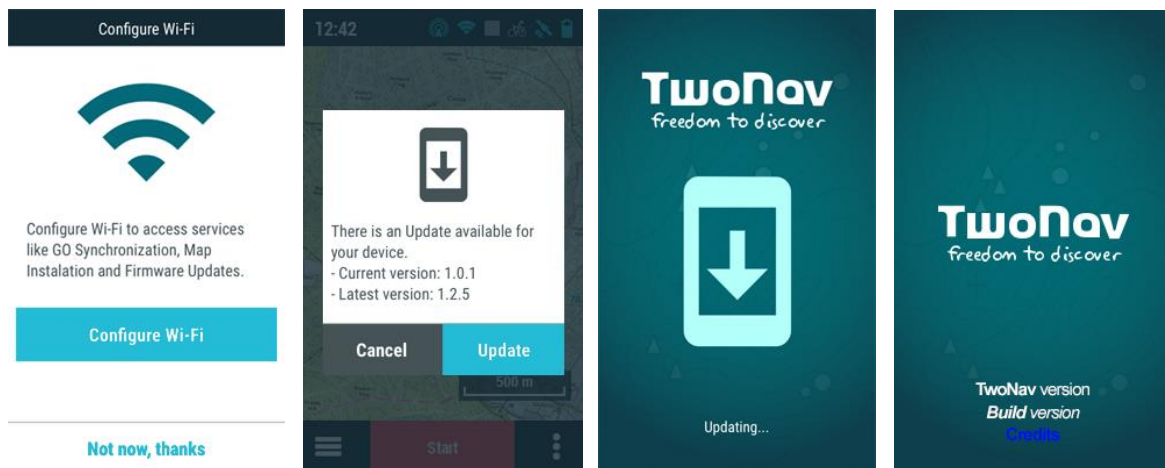 Configure Wi-Fi
Configure Wi-Fi to access services
like GO Synchronization, Map
Instalation and Firmware Updates.
Configure Wi-Fi
Not now, thanks
12:42
There is an Update available for
your device.
- Current version: 1.0.1
- Latest version: 1.2.5
Cancel
Update
500 m
Start
TwoNav
freedom to discover
Updating...
TwoNav
freedom to discover
TwoNav version
Build version
Credits